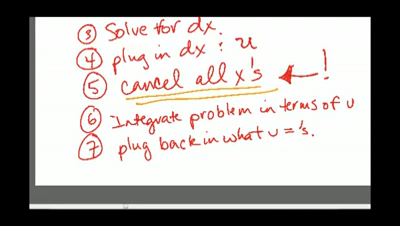 ③ Solve for dx.
④ plug in dx : u
⑤ cancel all x's ← !
⑥ Integrate problem in terms of u
⑦ plug back in what u = 's.